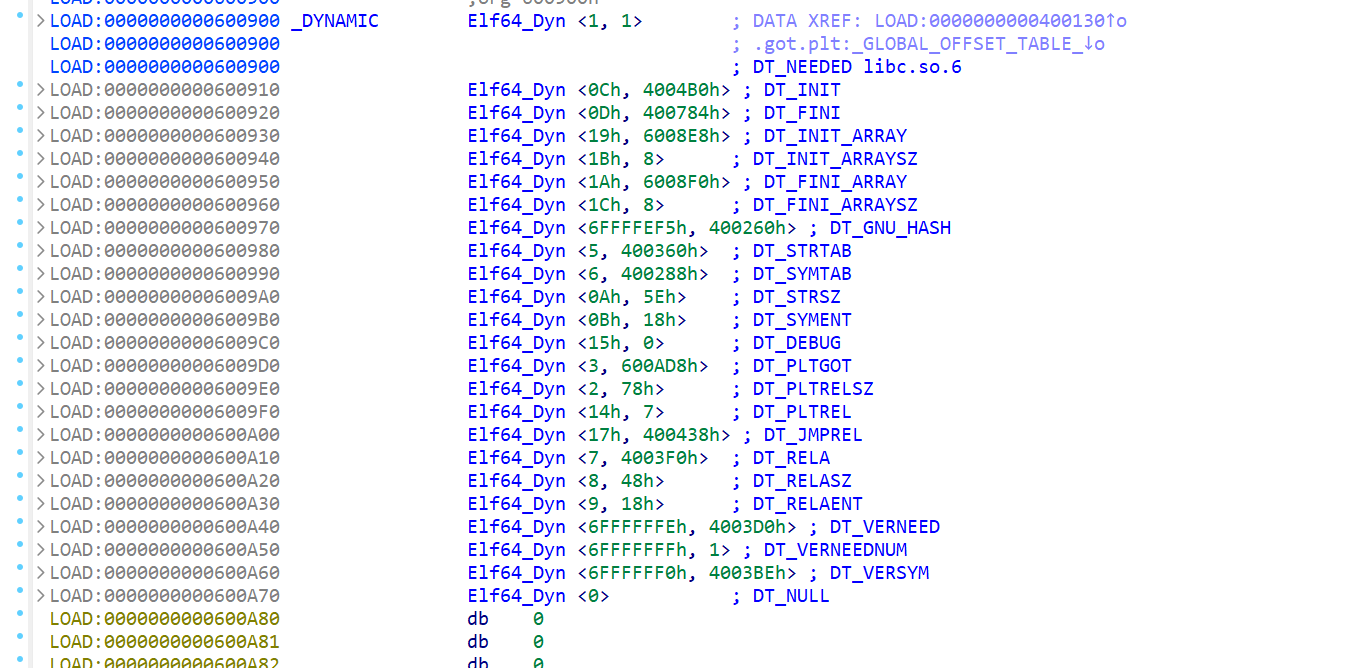 LOAD:0000000000600900 ;org 600900h
LOAD:0000000000600900 _DYNAMIC Elf64_Dyn <1, 1> ; DATA XREF: LOAD:0000000000400130↑o
LOAD:0000000000600900 ; .got.plt:_GLOBAL_OFFSET_TABLE_↓o
LOAD:0000000000600900 ; DT_NEEDED libc.so.6
LOAD:0000000000600910 Elf64_Dyn <0Ch, 4004B0h> ; DT_INIT
LOAD:0000000000600920 Elf64_Dyn <0Dh, 400784h> ; DT_FINI
LOAD:0000000000600930 Elf64_Dyn <19h, 6008E8h> ; DT_INIT_ARRAY
LOAD:0000000000600940 Elf64_Dyn <1Bh, 8> ; DT_INIT_ARRAYSZ
LOAD:0000000000600950 Elf64_Dyn <1Ah, 6008F0h> ; DT_FINI_ARRAY
LOAD:0000000000600960 Elf64_Dyn <1Ch, 8> ; DT_FINI_ARRAYSZ
LOAD:0000000000600970 Elf64_Dyn <6FFFFEF5h, 400260h> ; DT_GNU_HASH
LOAD:0000000000600980 Elf64_Dyn <5, 400360h> ; DT_STRTAB
LOAD:0000000000600990 Elf64_Dyn <6, 400288h> ; DT_SYMTAB
LOAD:00000000006009A0 Elf64_Dyn <0Ah, 5Eh> ; DT_STRSZ
LOAD:00000000006009B0 Elf64_Dyn <0Bh, 18h> ; DT_SYMENT
LOAD:00000000006009C0 Elf64_Dyn <15h, 0> ; DT_DEBUG
LOAD:00000000006009D0 Elf64_Dyn <3, 600AD8h> ; DT_PLTGOT
LOAD:00000000006009E0 Elf64_Dyn <2, 78h> ; DT_PLTRELSZ
LOAD:00000000006009F0 Elf64_Dyn <14h, 7> ; DT_PLTREL
LOAD:0000000000600A00 Elf64_Dyn <17h, 400438h> ; DT_JMPREL
LOAD:0000000000600A10 Elf64_Dyn <7, 4003F0h> ; DT_RELA
LOAD:0000000000600A20 Elf64_Dyn <8, 48h> ; DT_RELASZ
LOAD:0000000000600A30 Elf64_Dyn <9, 18h> ; DT_RELAENT
LOAD:0000000000600A40 Elf64_Dyn <6FFFFFFEh, 4003D0h> ; DT_VERNEED
LOAD:0000000000600A50 Elf64_Dyn <6FFFFFFFh, 1> ; DT_VERNEEDNUM
LOAD:0000000000600A60 Elf64_Dyn <6FFFFFF0h, 4003BEh> ; DT_VERSYM
LOAD:0000000000600A70 Elf64_Dyn <0> ; DT_NULL
LOAD:0000000000600A80 db 0
LOAD:0000000000600A81 db 0
LOAD:0000000000600A82 db 0